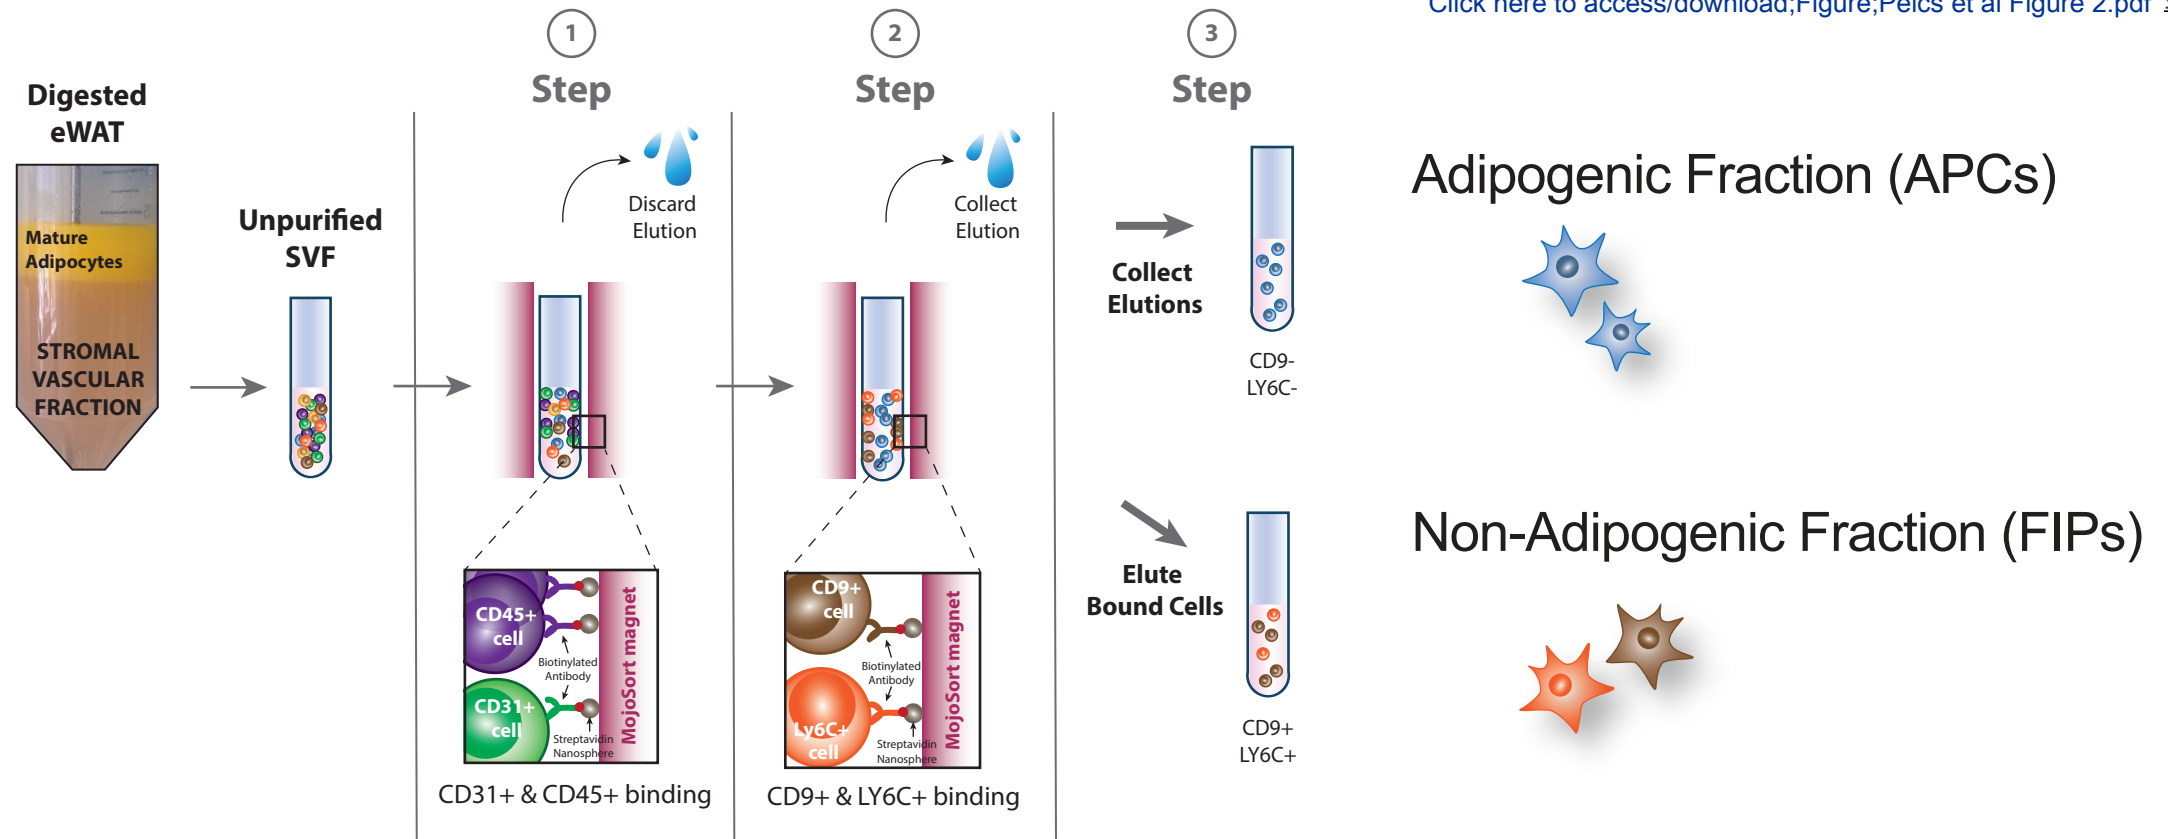 Click here to access/download;Figure;Pelcs et al Figure 2.pdf
1
Step
2
Step
3
Step
Digested
eWAT
Mature
Adipocytes
STROMAL
VASCULAR
FRACTION
Unpurified
SVF
Discard
Elution
Collect
Elution
CD45+
cell
CD31+
cell
Biotinylated
Antibody
Streptavidin
Nanosphere
MojoSort magnet
CD31+ & CD45+ binding
CD9+
cell
Ly6C+
cell
Biotinylated
Antibody
Streptavidin
Nanosphere
MojoSort magnet
CD9+ & LY6C+ binding
Collect
Elutions
CD9-
LY6C-
Adipogenic Fraction (APCs)
Elute
Bound Cells
CD9+
LY6C+
Non-Adipogenic Fraction (FIPs)